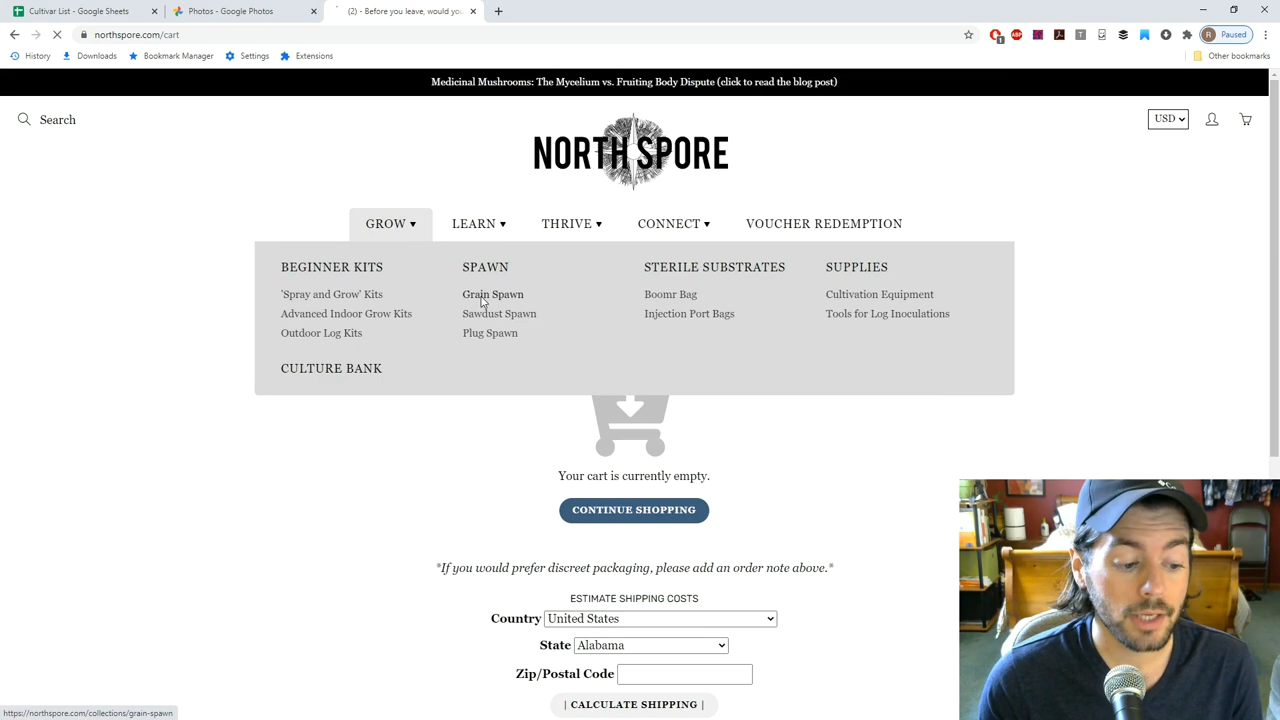 Cultivar List - Google Sheets
Photos - Google Photos
(2) - Before you leave, would you
northspore.com/cart
R Paused
History
Downloads
Bookmark Manager
Settings
Extensions
Other bookmarks
Medicinal Mushrooms: The Mycelium vs. Fruiting Body Dispute (click to read the blog post)
Search
NORTH SPORE
USD
GROW ▾
LEARN ▾
THRIVE ▾
CONNECT ▾
VOUCHER REDEMPTION
BEGINNER KITS
'Spray and Grow' Kits
Advanced Indoor Grow Kits
Outdoor Log Kits
CULTURE BANK
SPAWN
Grain Spawn
Sawdust Spawn
Plug Spawn
STERILE SUBSTRATES
Boomr Bag
Injection Port Bags
SUPPLIES
Cultivation Equipment
Tools for Log Inoculations
Your cart is currently empty.
CONTINUE SHOPPING
*If you would prefer discreet packaging, please add an order note above.*
ESTIMATE SHIPPING COSTS
Country United States
State Alabama
Zip/Postal Code
| CALCULATE SHIPPING |
https://northspore.com/collections/grain-spawn